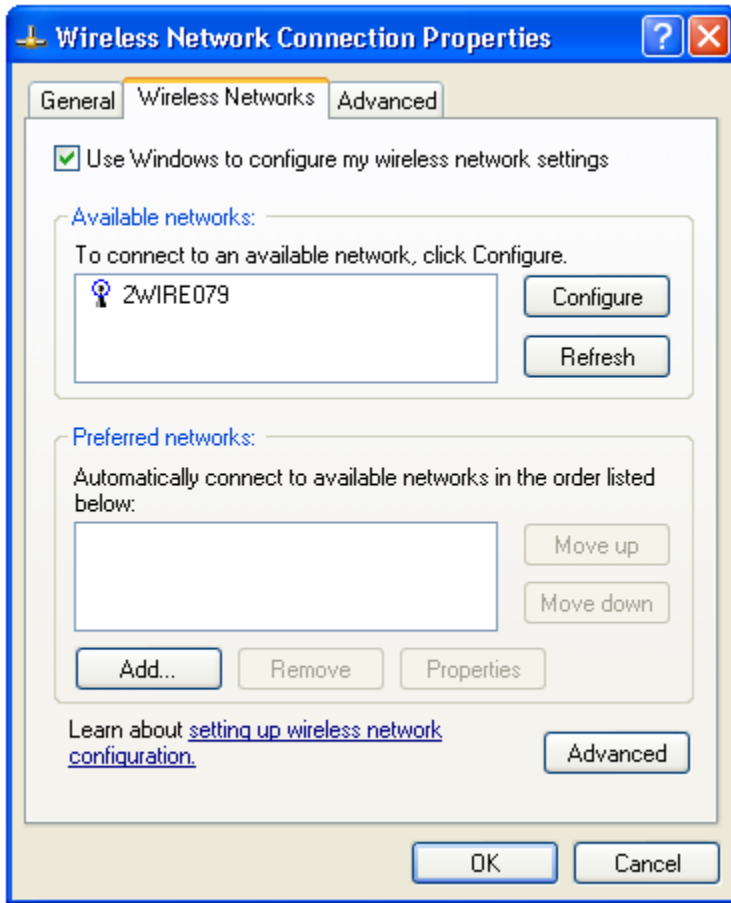 Wireless Network Connection Properties
?
General Wireless Networks Advanced
Use Windows to configure my wireless network settings
Available networks:
To connect to an available network, click Configure.
2WIRE079
Configure
Refresh
Preferred networks:
Automatically connect to available networks in the order listed
below:
Move up
Move down
Add... Remove Properties
Learn about setting up wireless network
configuration.
Advanced
OK Cancel